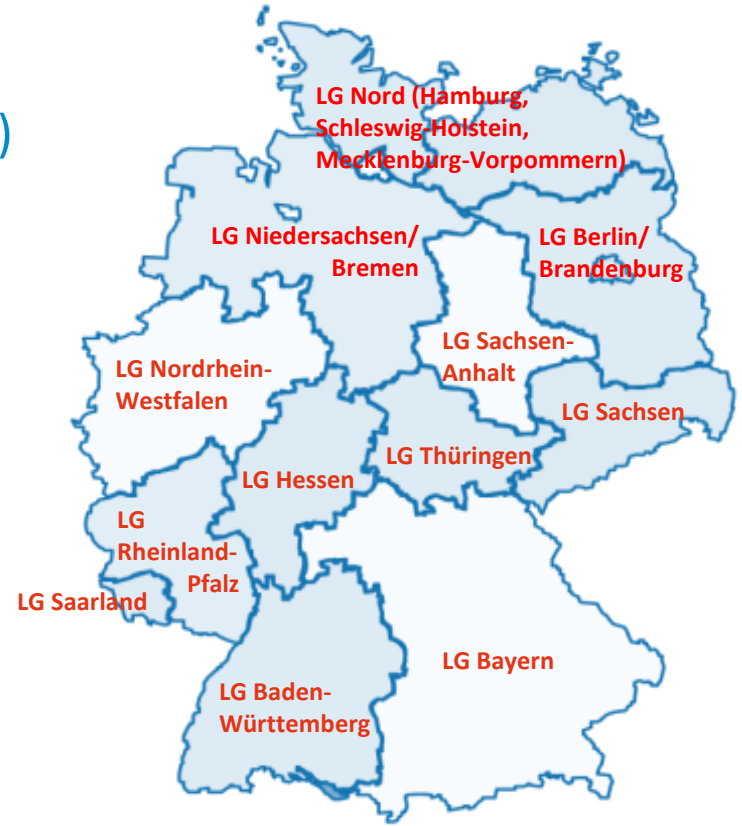 )
LG Nord (Hamburg,
Schleswig-Holstein,
Mecklenburg-Vorpommern)
LG Niedersachsen/
Bremen
LG Berlin/
Brandenburg
LG Sachsen-
Anhalt
LG Nordrhein-
Westfalen
LG Sachsen
LG Thüringen
LG Hessen
LG
Rheinland-
Pfalz
LG Saarland
LG Bayern
LG Baden-
Württemberg